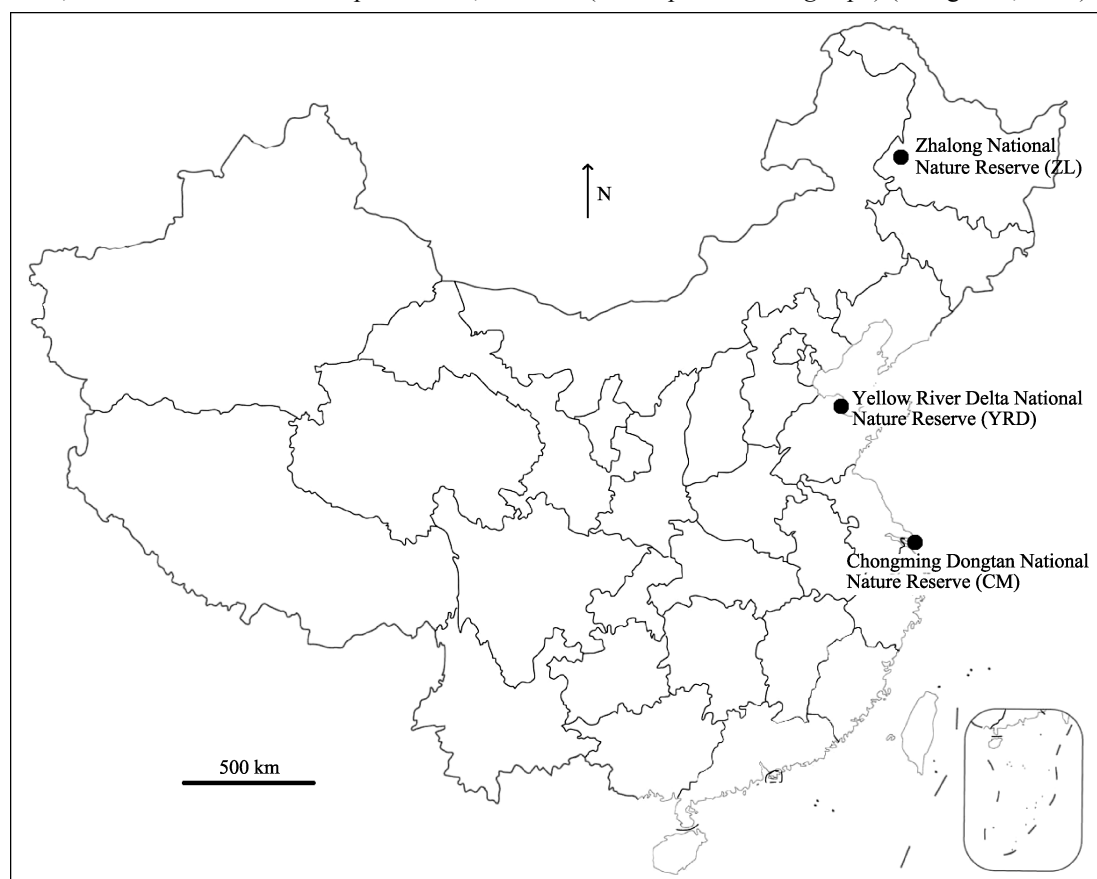 Zhalong National
Nature Reserve (ZL)
N
Yellow River Delta National
Nature Reserve (YRD)
Chongming Dongtan National
Nature Reserve (CM)
500 km